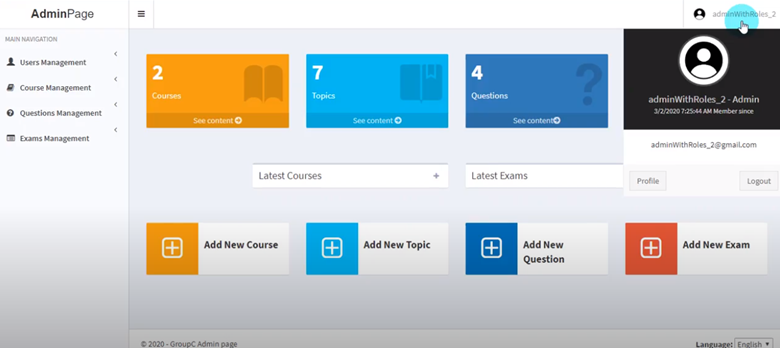 AdminPage
adminWithRoles_2
MAIN NAVIGATION
Users Management
Course Management
Questions Management
Exams Management
2
Courses
See content
7
Topics
See content
4
Questions
See content
adminWithRoles_2 - Admin
3/2/2020 7:25:44 AM Member since
adminWithRoles_2@gmail.com
Profile
Logout
Latest Courses
+
Latest Exams
Add New Course
Add New Topic
Add New
Question
Add New Exam
© 2020 - GroupC Admin page
Language: English